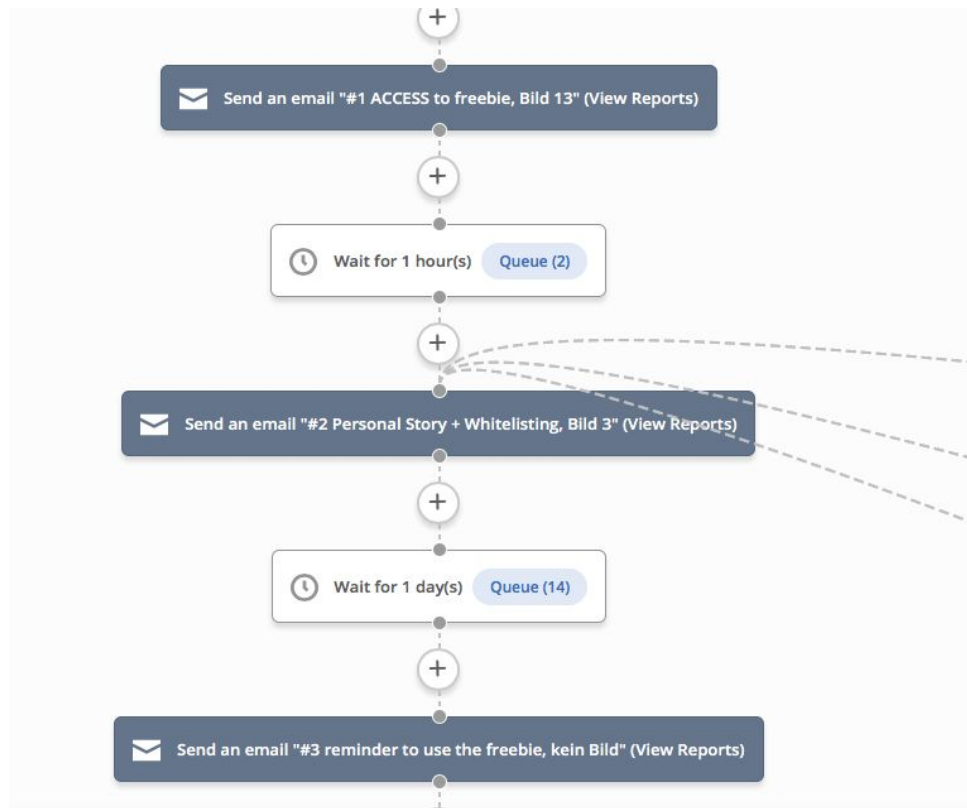 Send an email "#1 ACCESS to freebie, Bild 13" (View Reports)
Wait for 1 hour(s) Queue (2)
Send an email "#2 Personal Story + Whitelisting, Bild 3" (View Reports)
Wait for 1 day(s) Queue (14)
Send an email "#3 reminder to use the freebie, kein Bild" (View Reports)